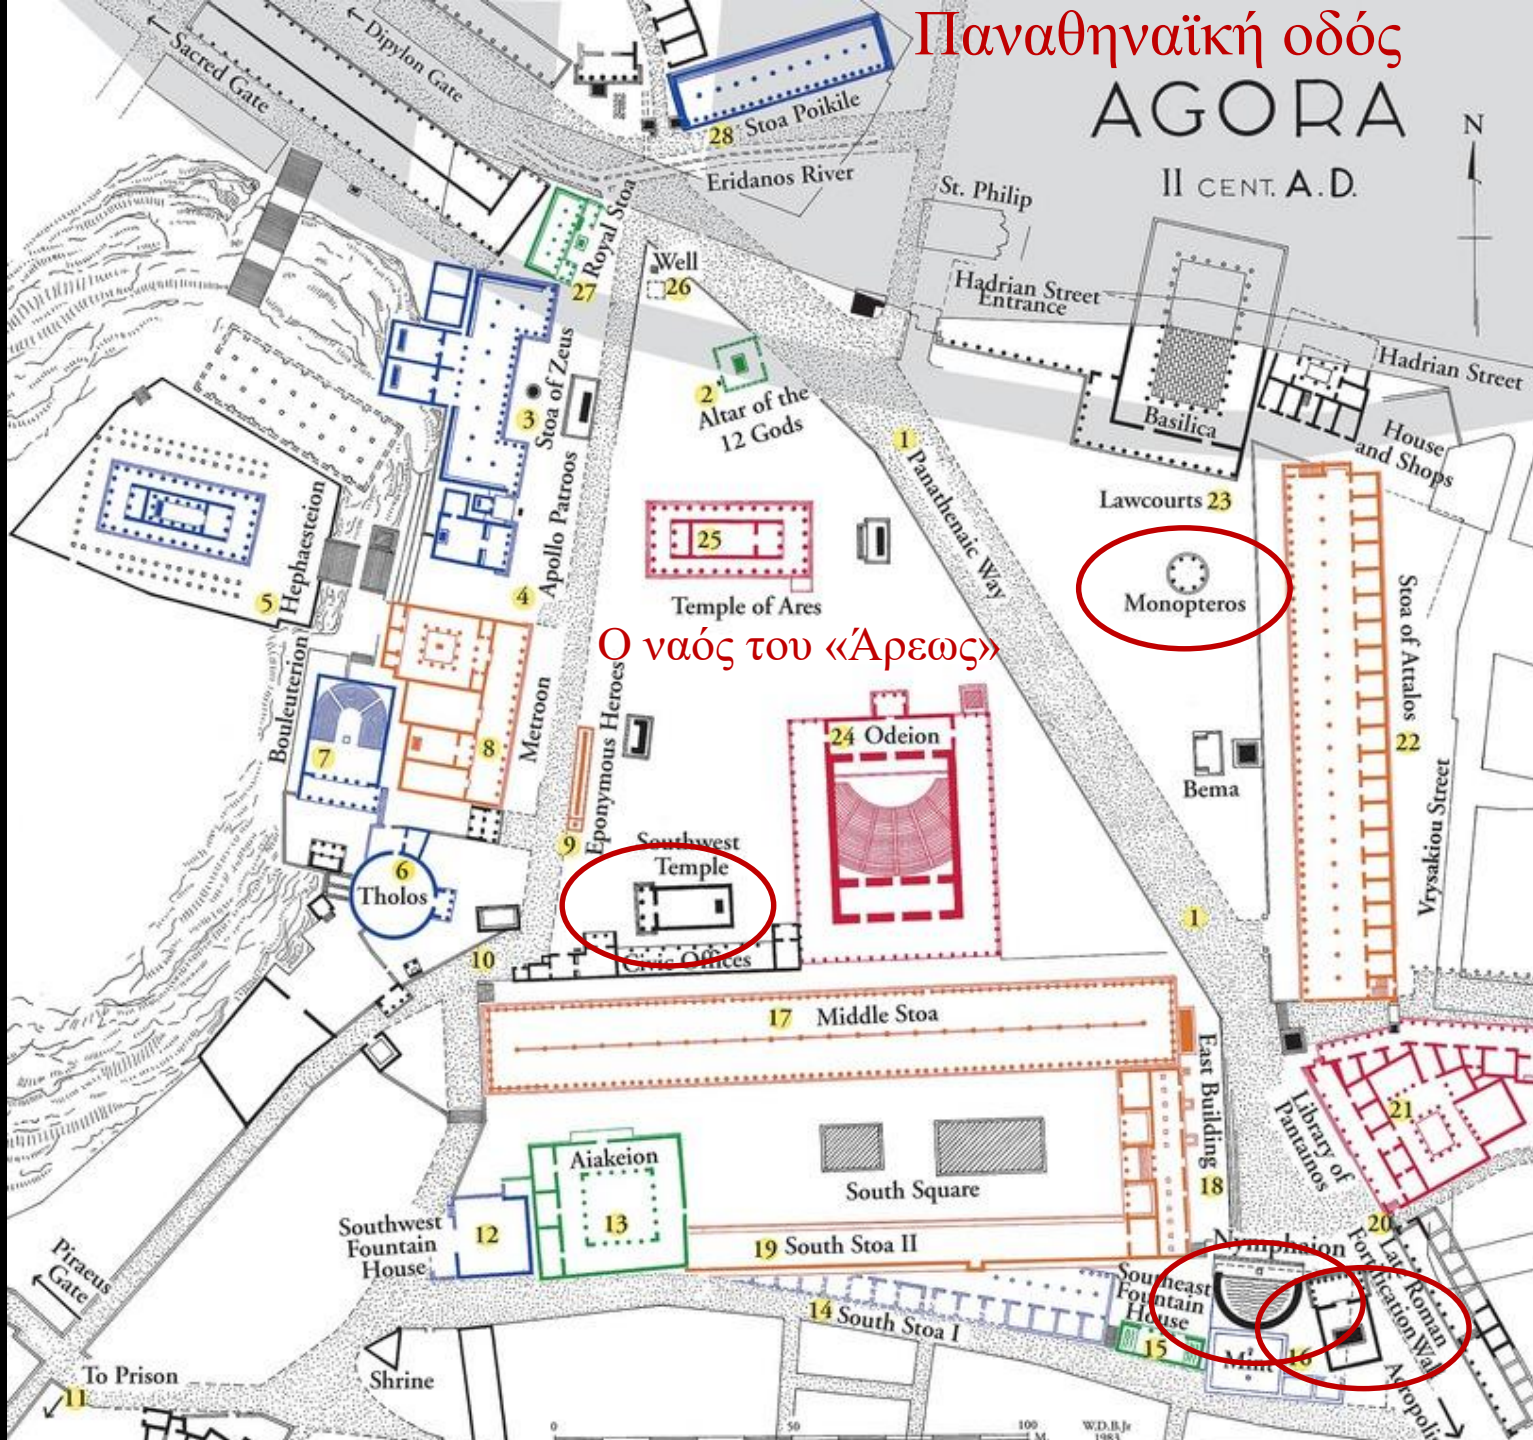 Παναθηναϊκή οδός
AGORA
II CENT. A.D.
N
Dipylon Gate
Sacred Gate
28 Stoa Poikile
Eridanos River
St. Philip
Royal Stoa
27
Well
26
Hadrian Street
Entrance
Hadrian Street
2
Altar of the
12 Gods
3
Stoa of Zeus
1
Panathenaic Way
Basilica
House
and Shops
Lawcourts 23
Monopteros
25
Temple of Ares
Ο ναός του «Άρεως»
Apollo Patroos
4
5
Hephaesteion
Bouleuterion
7
8
Metroon
Eponymous Heroes
9
24 Odeion
Bema
Stoa of Attalos
22
Vrysakiou Street
Southwest
Temple
6
Tholos
10
Civic Offices
1
17 Middle Stoa
East Building
18
Library of
Pantainos
21
Aiakeion
13
South Square
Southwest
Fountain
House
12
19 South Stoa II
20
Nymphaion
Southeast
Fountain
House
15
14 South Stoa I
Mint
16
Late Roman
Fortification Wall
Acropolis
Piraeus
Gate
To Prison
11
Shrine
0 50 100
M.
W.D.B.Jr
1983